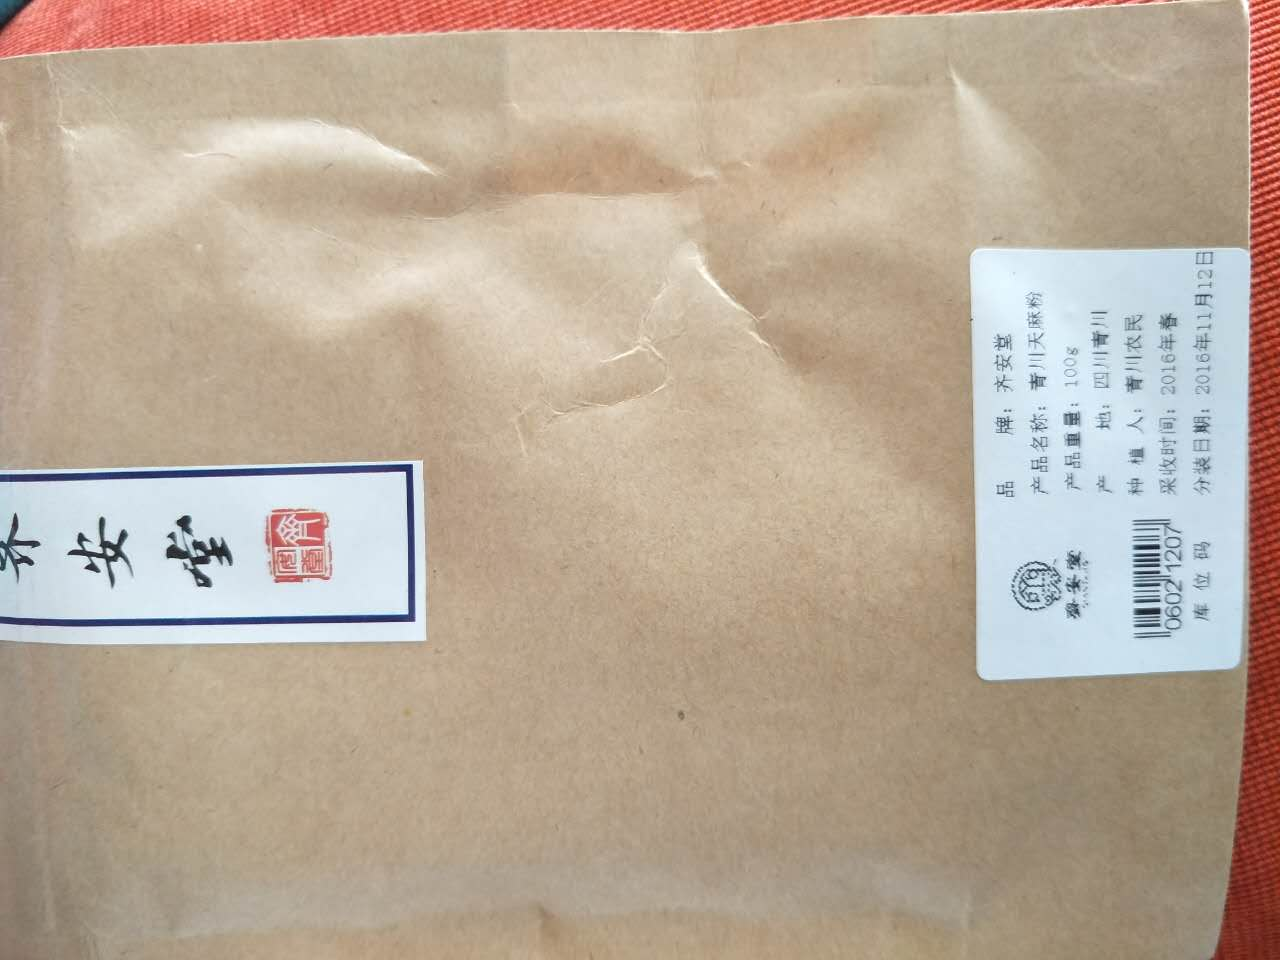 齐安堂
品牌：齐安堂
产品名称：青川天麻粉
产品重量：100g
产地：四川青川
种植人：青川农民
采收时间：2016年春
分装日期：2016年11月12日
齊安堂
0602 1207
库位码